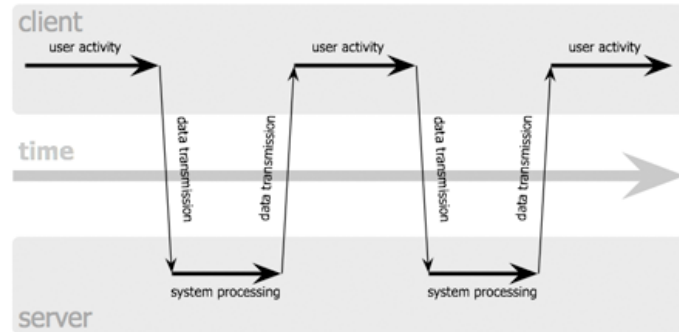 client
user activity
user activity
user activity
data transmission
data transmission
data transmission
data transmission
time
system processing
system processing
server